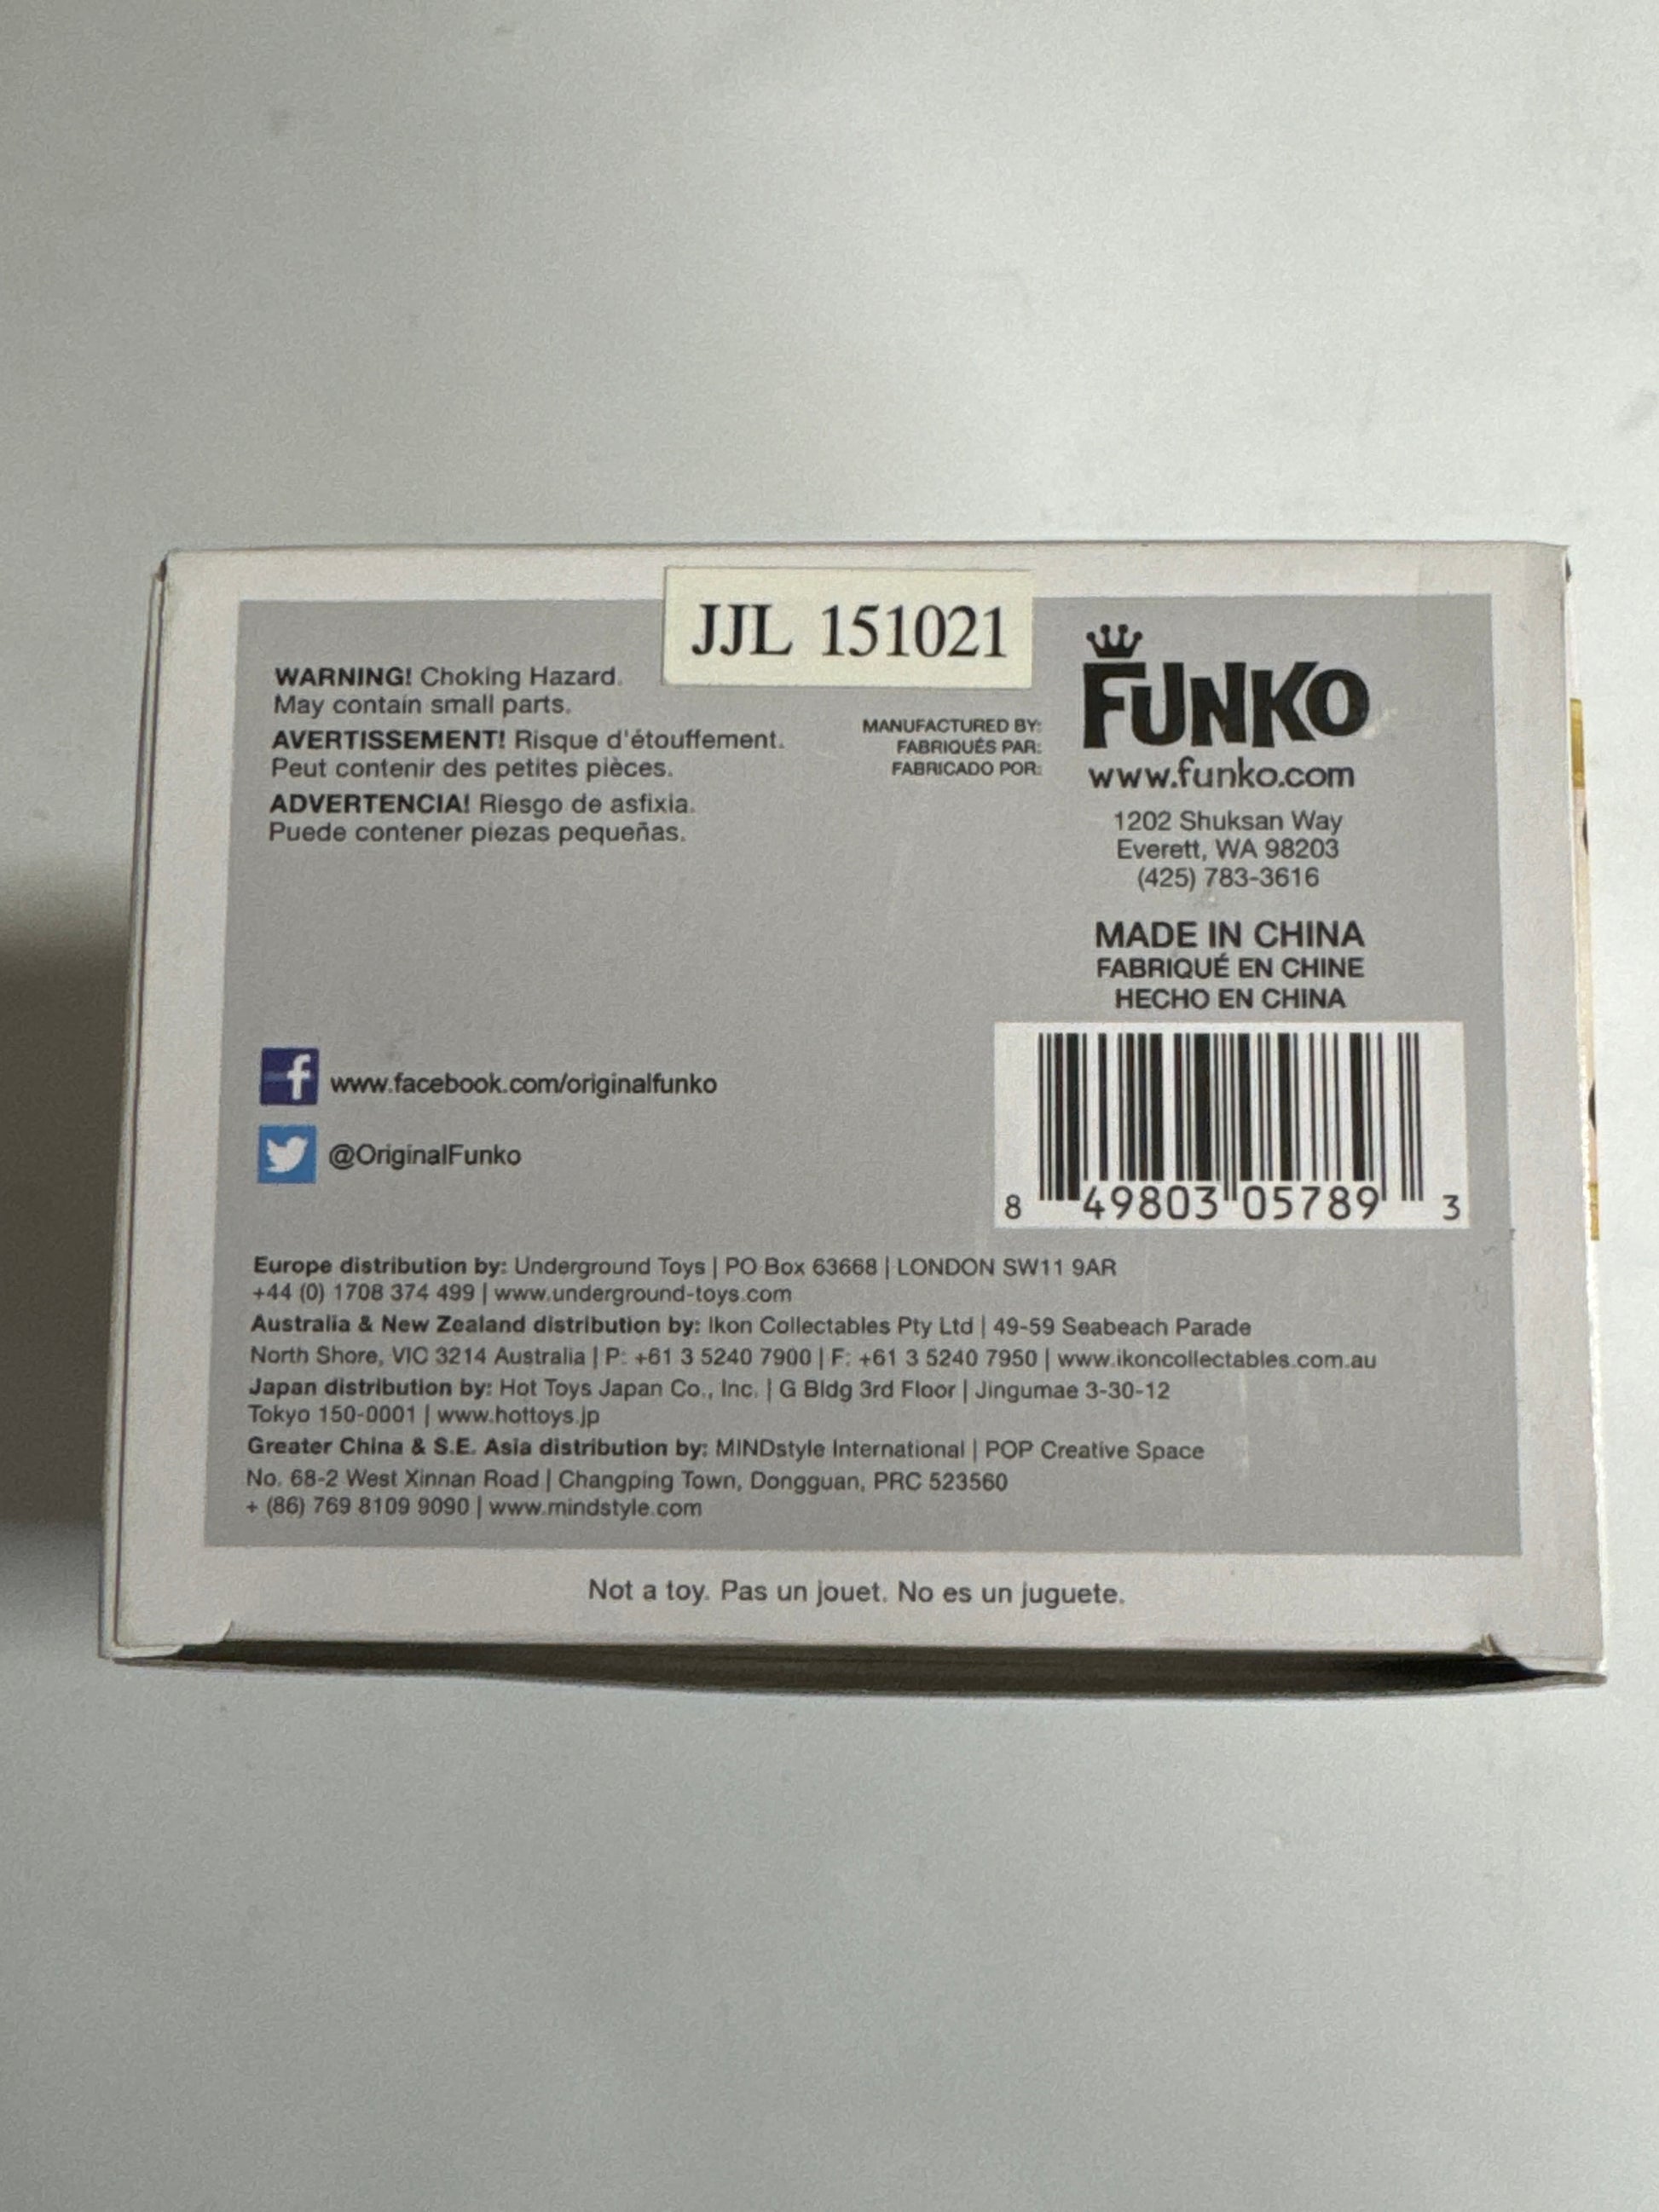 JJL 151021
WARNING! Choking Hazard.
May contain small parts.
AVERTISSEMENT! Risque d'étouffement.
Peut contenir des petites pièces.
ADVERTENCIA! Riesgo de asfixia.
Puede contener piezas pequeñas.
MANUFACTURED BY:
FABRIQUÉS PAR:
FABRICADO POR:
FUNKO
www.funko.com
1202 Shuksan Way
Everett, WA 98203
(425) 783-3616
MADE IN CHINA
FABRIQUÉ EN CHINE
HECHO EN CHINA
f www.facebook.com/originalfunko
@OriginalFunko
8 49803 05789 3
Europe distribution by: Underground Toys | PO Box 63668 | LONDON SW11 9AR
+44 (0) 1708 374 499 | www.underground-toys.com
Australia & New Zealand distribution by: Ikon Collectables Pty Ltd | 49-59 Seabeach Parade
North Shore, VIC 3214 Australia | P: +61 3 5240 7900 | F: +61 3 5240 7950 | www.ikoncollectables.com.au
Japan distribution by: Hot Toys Japan Co., Inc. | G Bldg 3rd Floor | Jingumae 3-30-12
Tokyo 150-0001 | www.hottoys.jp
Greater China & S.E. Asia distribution by: MINDstyle International | POP Creative Space
No. 68-2 West Xinnan Road | Changping Town, Dongguan, PRC 523560
+ (86) 769 8109 9090 | www.mindstyle.com
Not a toy. Pas un jouet. No es un juguete.